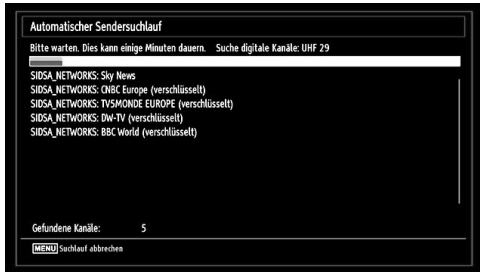 Automatischer Sendersuchlauf
Bitte warten. Dies kann einige Minuten dauern. Suche digitale Kanäle: UHF 29
SIDSA_NETWORKS: Sky News
SIDSA_NETWORKS: CNBC Europe (verschlüsselt)
SIDSA_NETWORKS: TV5MONDE EUROPE (verschlüsselt)
SIDSA_NETWORKS: DW-TV (verschlüsselt)
SIDSA_NETWORKS: BBC World (verschlüsselt)
Gefundene Kanäle: 5
MENU Suchlauf abbrechen